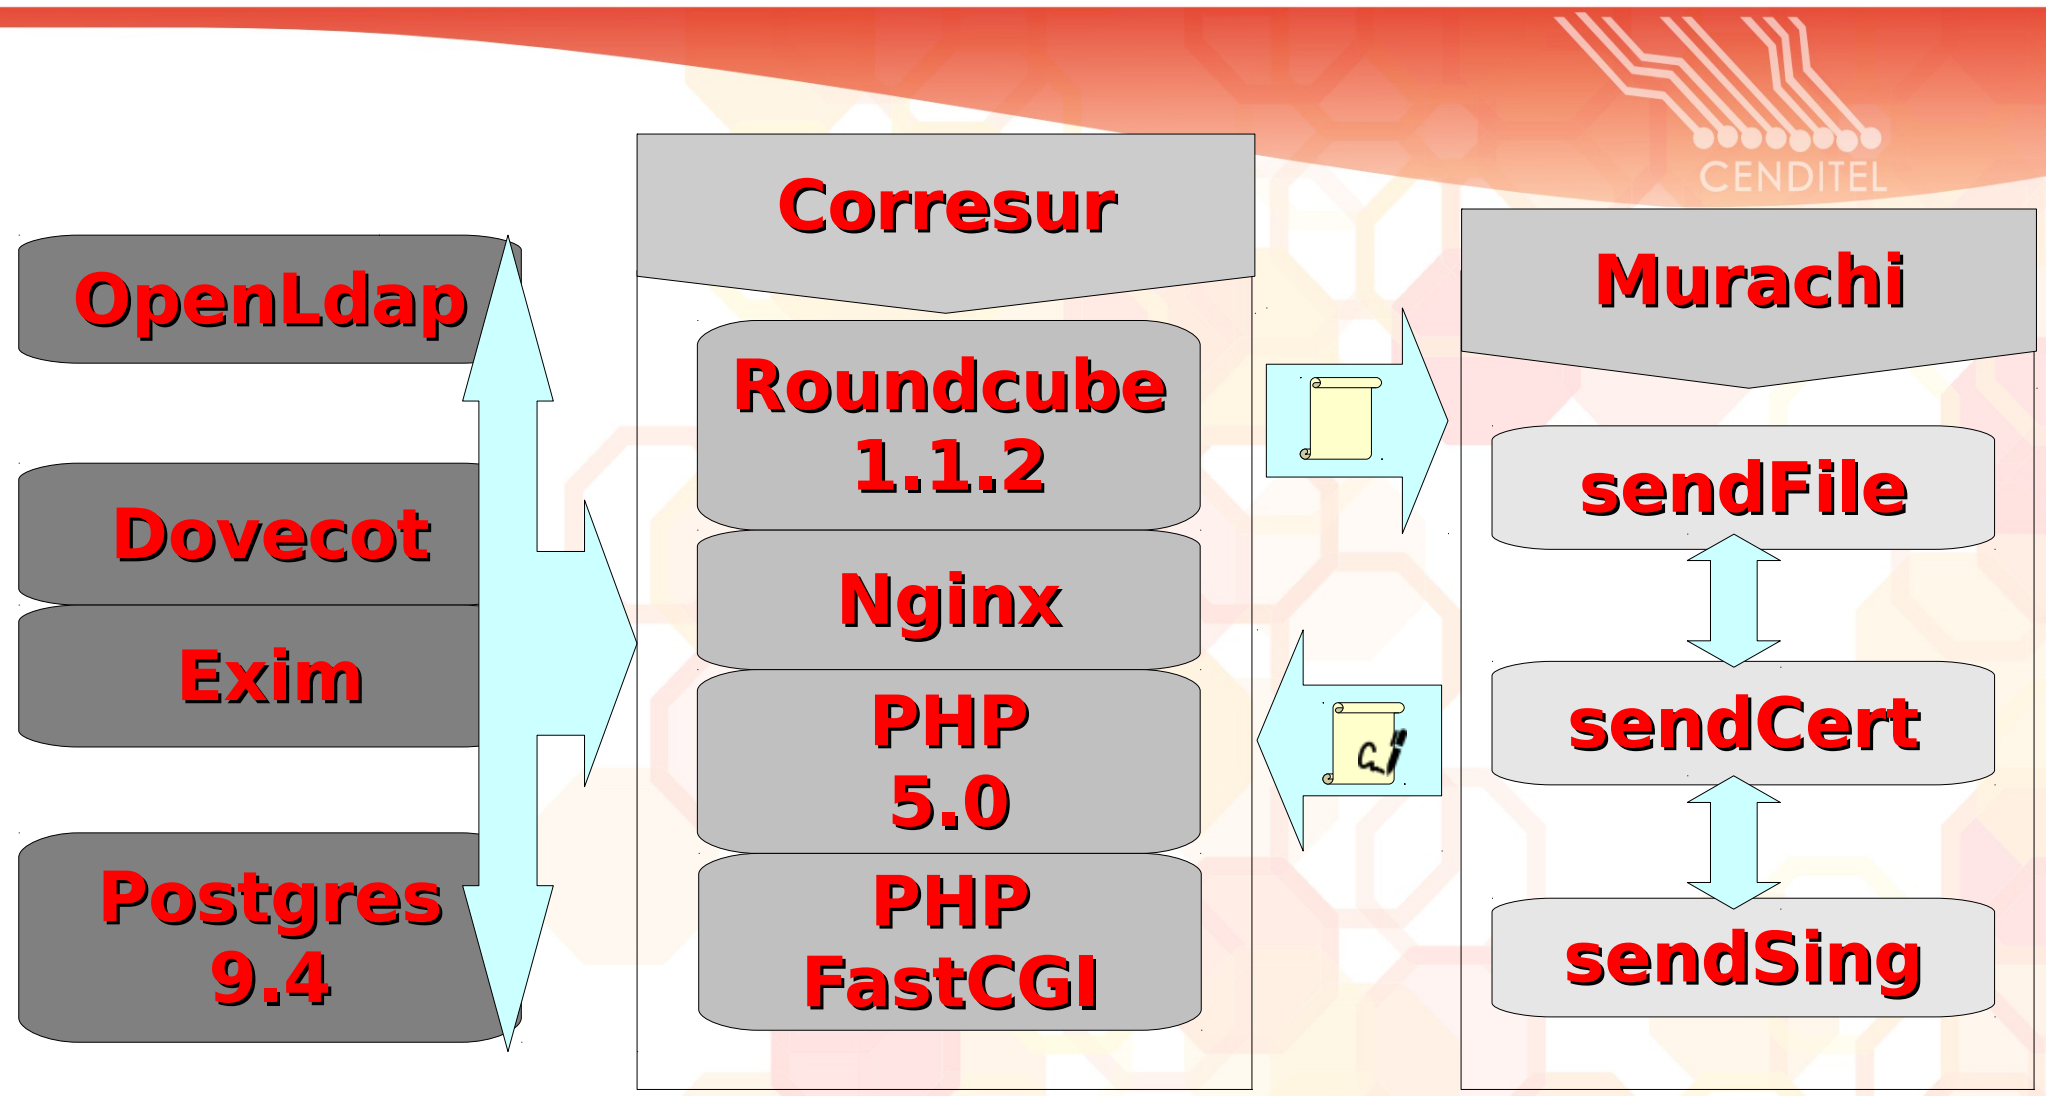 CENDITEL
OpenLdap
Dovecot
Exim
Postgres
9.4
Corresur
Roundcube
1.1.2
Nginx
PHP
5.0
PHP
FastCGI
Murachi
sendFile
sendCert
sendSing